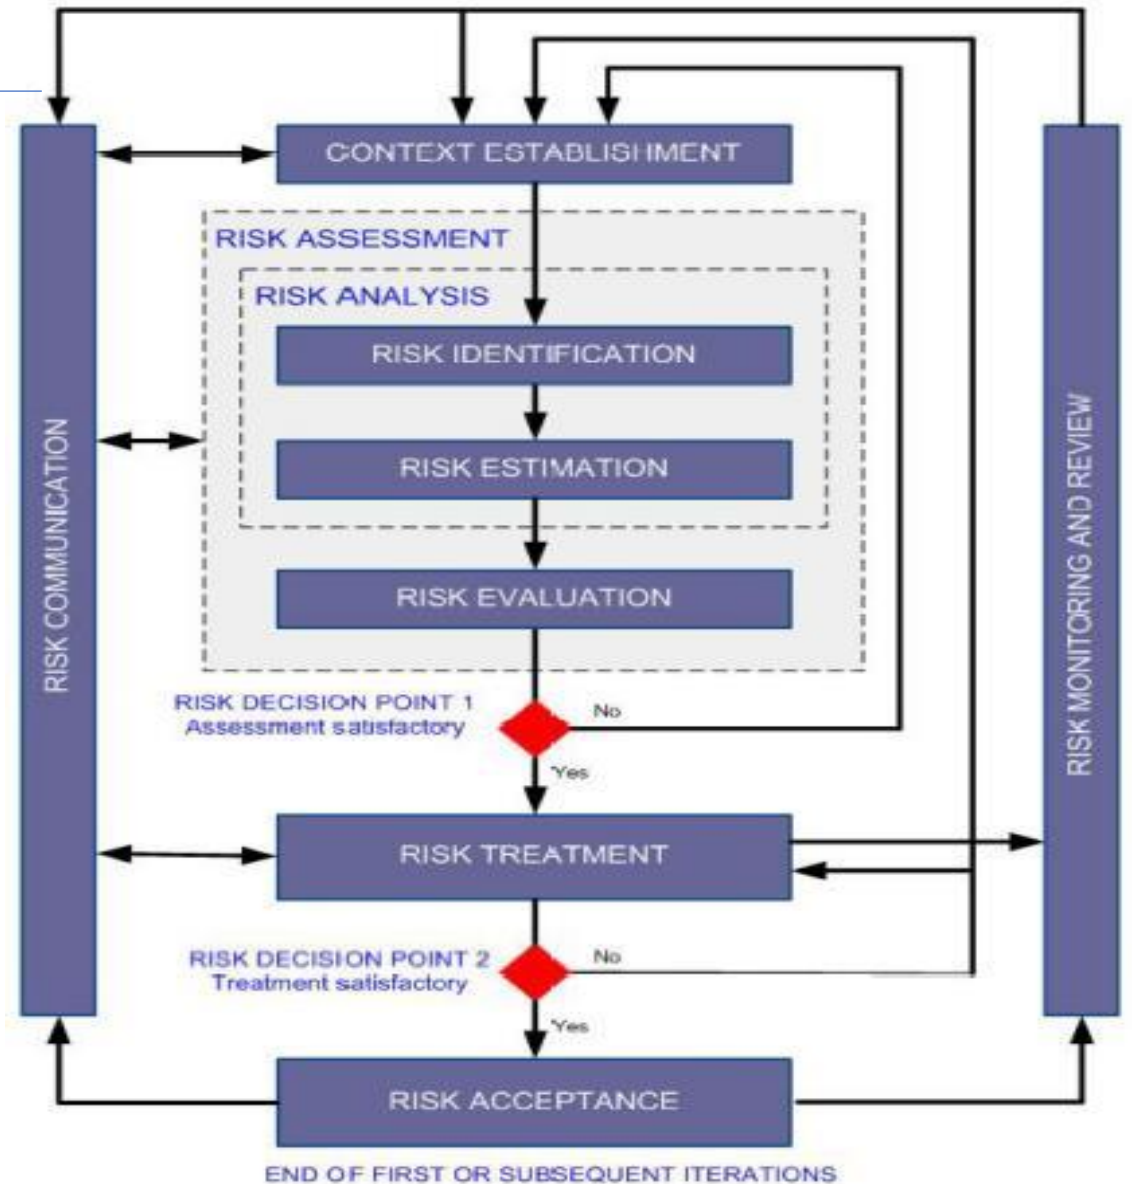 CONTEXT ESTABLISHMENT
RISK ASSESSMENT
RISK ANALYSIS
RISK IDENTIFICATION
RISK ESTIMATION
RISK EVALUATION
RISK DECISION POINT 1
Assessment satisfactory
No
Yes
RISK TREATMENT
RISK DECISION POINT 2
Treatment satisfactory
No
Yes
RISK ACCEPTANCE
END OF FIRST OR SUBSEQUENT ITERATIONS
RISK COMMUNICATION
RISK MONITORING AND REVIEW